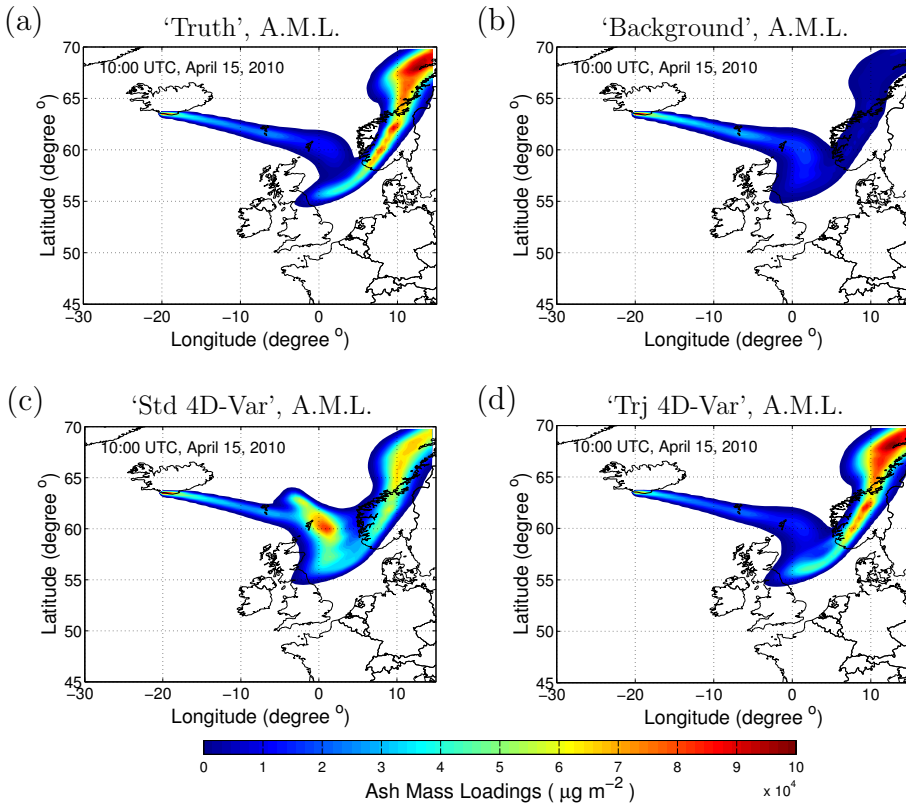 (a) ‘Truth’, A.M.L.
10:00 UTC, April 15, 2010
70
65
60
55
50
45
−30 −20 −10 0 10
Latitude (degree °)
Longitude (degree °)
(b) ‘Background’, A.M.L.
10:00 UTC, April 15, 2010
70
65
60
55
50
45
−30 −20 −10 0 10
Latitude (degree °)
Longitude (degree °)
(c) ‘Std 4D-Var’, A.M.L.
10:00 UTC, April 15, 2010
70
65
60
55
50
45
−30 −20 −10 0 10
Latitude (degree °)
Longitude (degree °)
(d) ‘Trj 4D-Var’, A.M.L.
10:00 UTC, April 15, 2010
70
65
60
55
50
45
−30 −20 −10 0 10
Latitude (degree °)
Longitude (degree °)
0 1 2 3 4 5 6 7 8 9 10
Ash Mass Loadings ( μg m⁻²)
x 10⁴